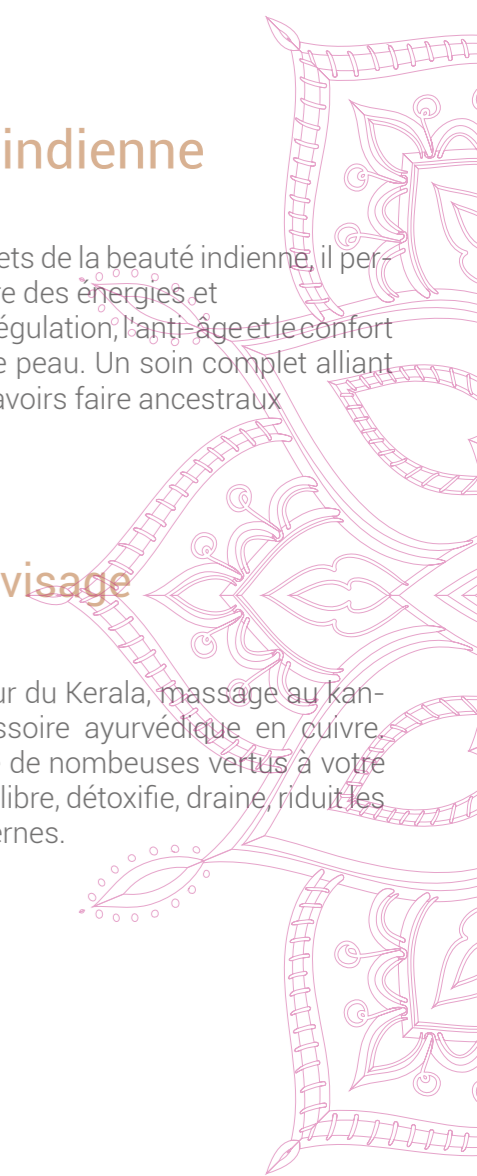 indienne
ets de la beauté indienne, il per-
re des énergies et
égulation, l'anti-âge et le confort
e peau. Un soin complet alliant
avoirs faire ancestraux
visage
ur du Kerala, massage au kan-
ssoire ayurvédique en cuivre.
e de nombreuses vertus à votre
libre, détoxifie, draine, riduit les
ernes.